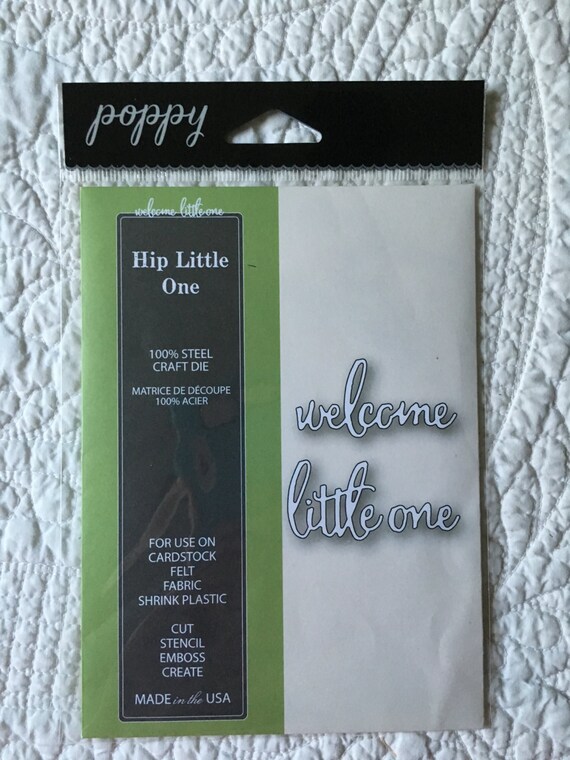 poppy
welcome little one
Hip Little
One
100% STEEL
CRAFT DIE
MATRICE DE DÉCOUPE
100% ACIER
FOR USE ON
CARDSTOCK
FELT
FABRIC
SHRINK PLASTIC
CUT
STENCIL
EMBOSS
CREATE
MADE in the USA
welcome
little one